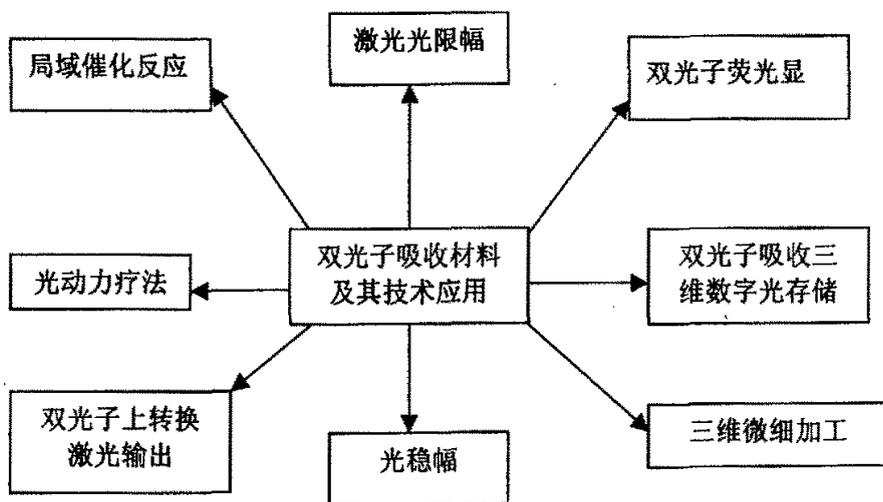 激光光限幅
局域催化反应
双光子荧光显
双光子吸收材料
及其技术应用
双光子吸收三
维数字光存储
光动力疗法
双光子上转换
激光输出
三维微细加工
光稳幅